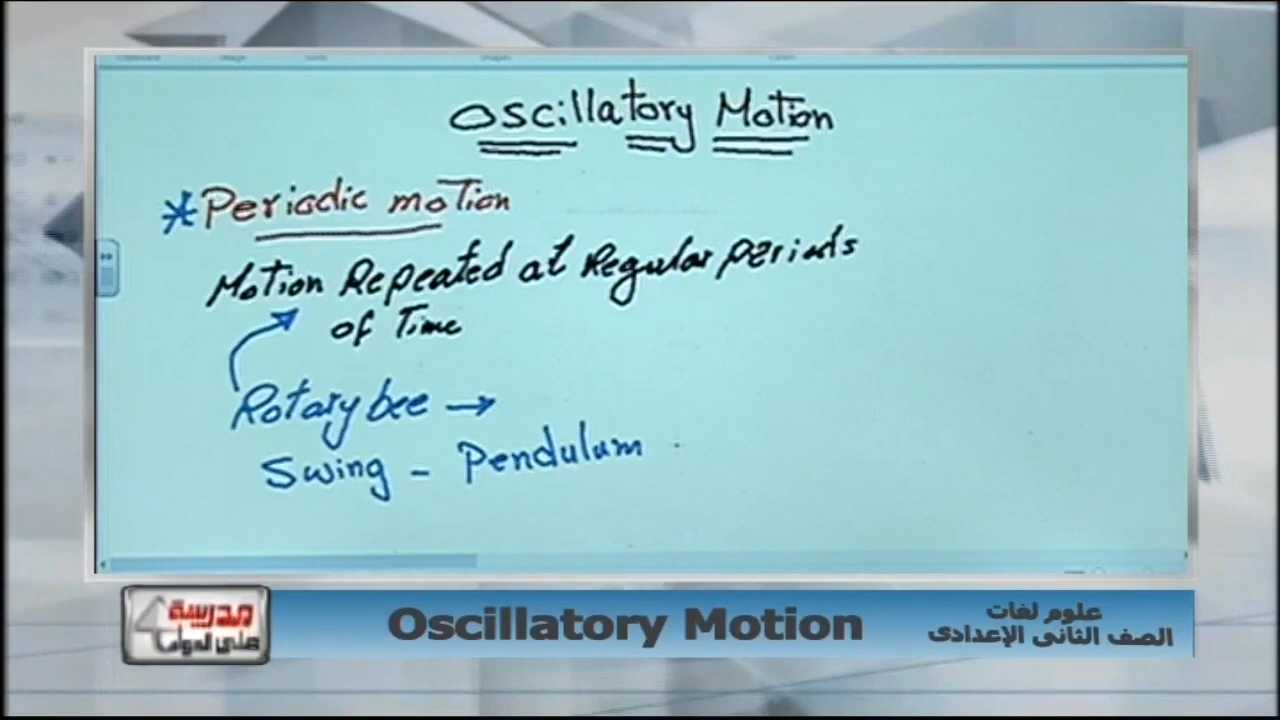 Oscillatory Motion
* Periodic motion
Motion Repeated at Regular periods
of Time
Rotary bee →
Swing - Pendulum
مدرسة
على الهواء
4
Oscillatory Motion
علوم لغات
الصف الثانى الإعدادى